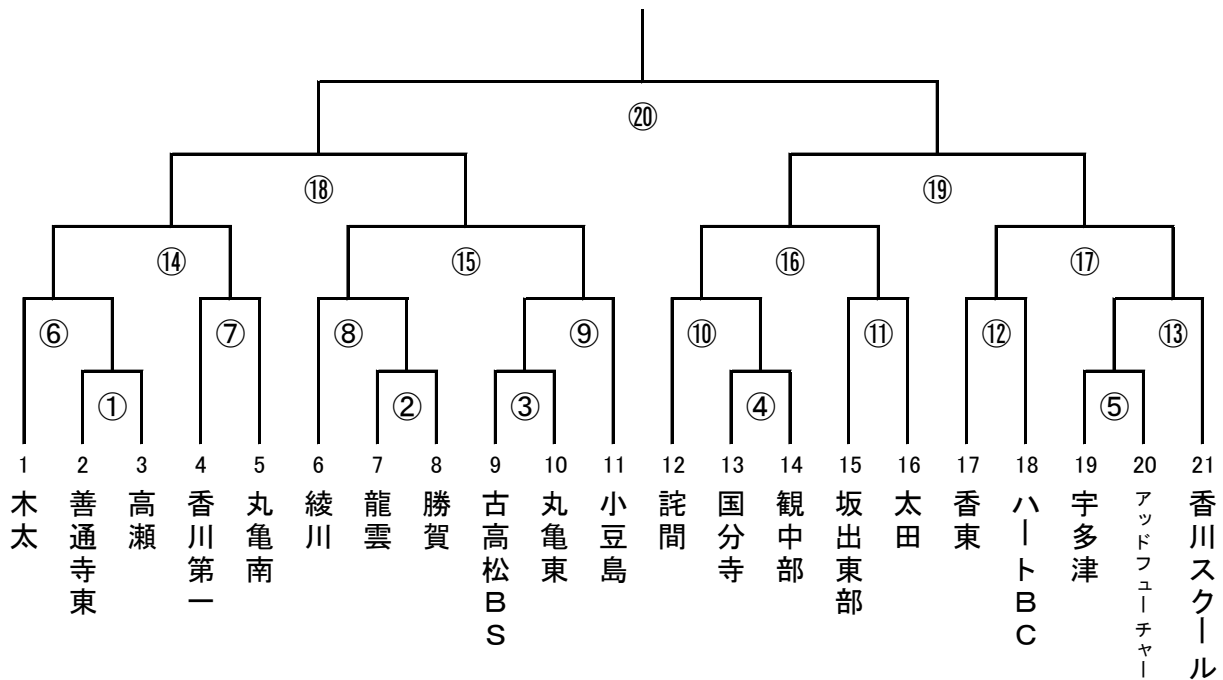 ⑳
⑱ ⑲
⑭ ⑮ ⑯ ⑰
⑥ ⑦ ⑧ ⑨ ⑩ ⑪ ⑫ ⑬
① ② ③ ④ ⑤
1 2 3 4 5 6 7 8 9 10 11 12 13 14 15 16 17 18 19 20 21
木太
善通寺東
高瀬
香川第一
丸亀南
綾川
龍雲
勝賀
古高松BS
丸亀東
小豆島
詫間
国分寺
観中部
坂出東部
太田
香東
ハートBC
宇多津
アッドフューチャー
香川スクール